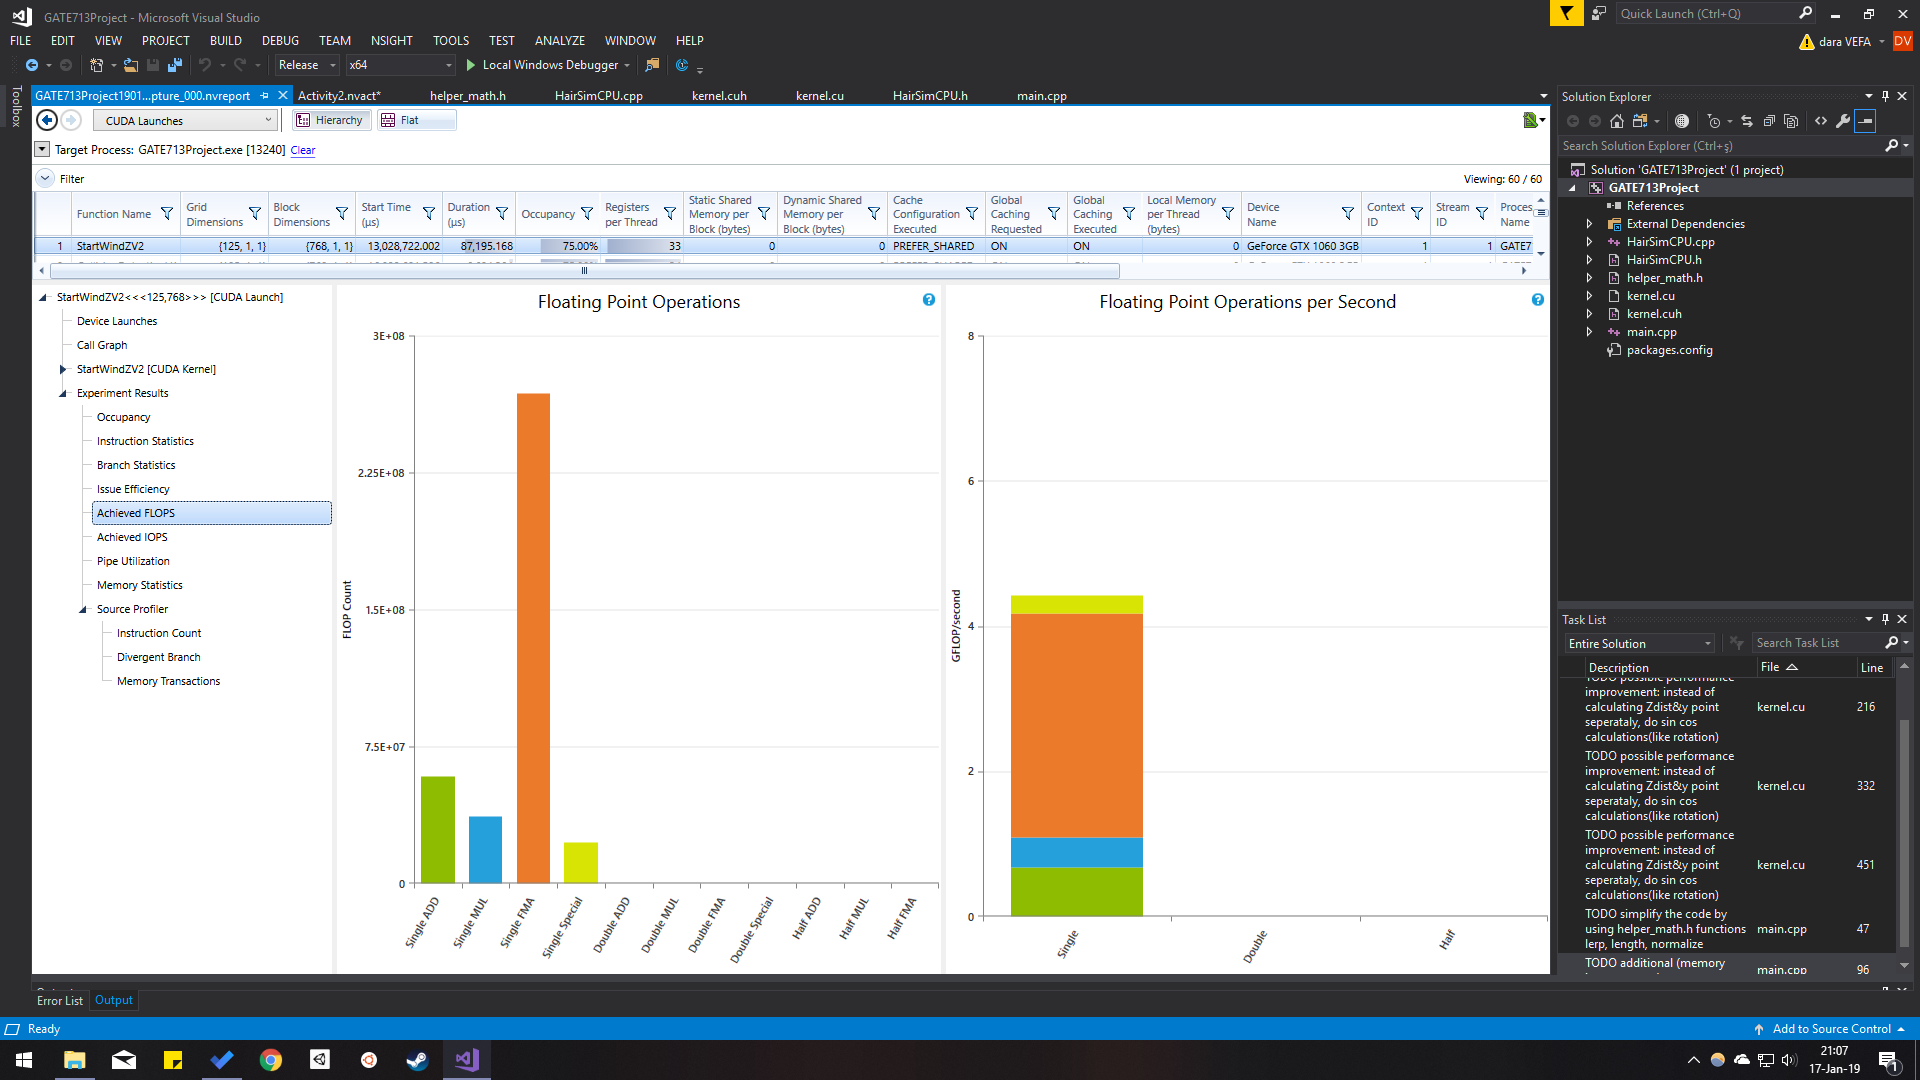 GATE713Project - Microsoft Visual Studio
Quick Launch (Ctrl+Q)
FILE EDIT VIEW PROJECT BUILD DEBUG TEAM NSIGHT TOOLS TEST ANALYZE WINDOW HELP
dara VEFA DV
Release x64 Local Windows Debugger
Toolbox
GATE713Project1901...pture_000.nvreport Activity2.nvact* helper_math.h HairSimCPU.cpp kernel.cuh kernel.cu HairSimCPU.h main.cpp
CUDA Launches Hierarchy Flat
Target Process: GATE713Project.exe [13240] Clear
Filter
Viewing: 60 / 60
Function Name
Grid Dimensions
Block Dimensions
Start Time (µs)
Duration (µs)
Occupancy
Registers per Thread
Static Shared Memory per Block (bytes)
Dynamic Shared Memory per Block (bytes)
Cache Configuration Executed
Global Caching Requested
Global Caching Executed
Local Memory per Thread (bytes)
Device Name
Context ID
Stream ID
Proces Name
1 StartWindZV2 {125, 1, 1} {768, 1, 1} 13,028,722.002 87,195.168 75.00% 33 0 0 PREFER_SHARED ON ON 0 GeForce GTX 1060 3GB 1 1 GATE7
StartWindZV2<<<125,768>>> [CUDA Launch]
Device Launches
Call Graph
StartWindZV2 [CUDA Kernel]
Experiment Results
Occupancy
Instruction Statistics
Branch Statistics
Issue Efficiency
Achieved FLOPS
Achieved IOPS
Pipe Utilization
Memory Statistics
Source Profiler
Instruction Count
Divergent Branch
Memory Transactions
Floating Point Operations
FLOP Count
3E+08
2.25E+08
1.5E+08
7.5E+07
0
Single ADD
Single MUL
Single FMA
Single Special
Double ADD
Double MUL
Double FMA
Double Special
Half ADD
Half MUL
Half FMA
Floating Point Operations per Second
GFLOP/second
8
6
4
2
0
Single
Double
Half
Solution Explorer
Search Solution Explorer (Ctrl+ş)
Solution 'GATE713Project' (1 project)
GATE713Project
References
External Dependencies
HairSimCPU.cpp
HairSimCPU.h
helper_math.h
kernel.cu
kernel.cuh
main.cpp
packages.config
Task List
Entire Solution
Search Task List
Description File Line
TODO possible performance
improvement: instead of
calculating Zdist&y point kernel.cu 216
seperataly, do sin cos
calculations(like rotation)
TODO possible performance
improvement: instead of
calculating Zdist&y point kernel.cu 332
seperataly, do sin cos
calculations(like rotation)
TODO possible performance
improvement: instead of
calculating Zdist&y point kernel.cu 451
seperataly, do sin cos
calculations(like rotation)
TODO simplify the code by
using helper_math.h functions main.cpp 47
lerp, length, normalize
TODO additional (memory
main.cpp 96
Error List Output
Ready
Add to Source Control
21:07
17-Jan-19
1